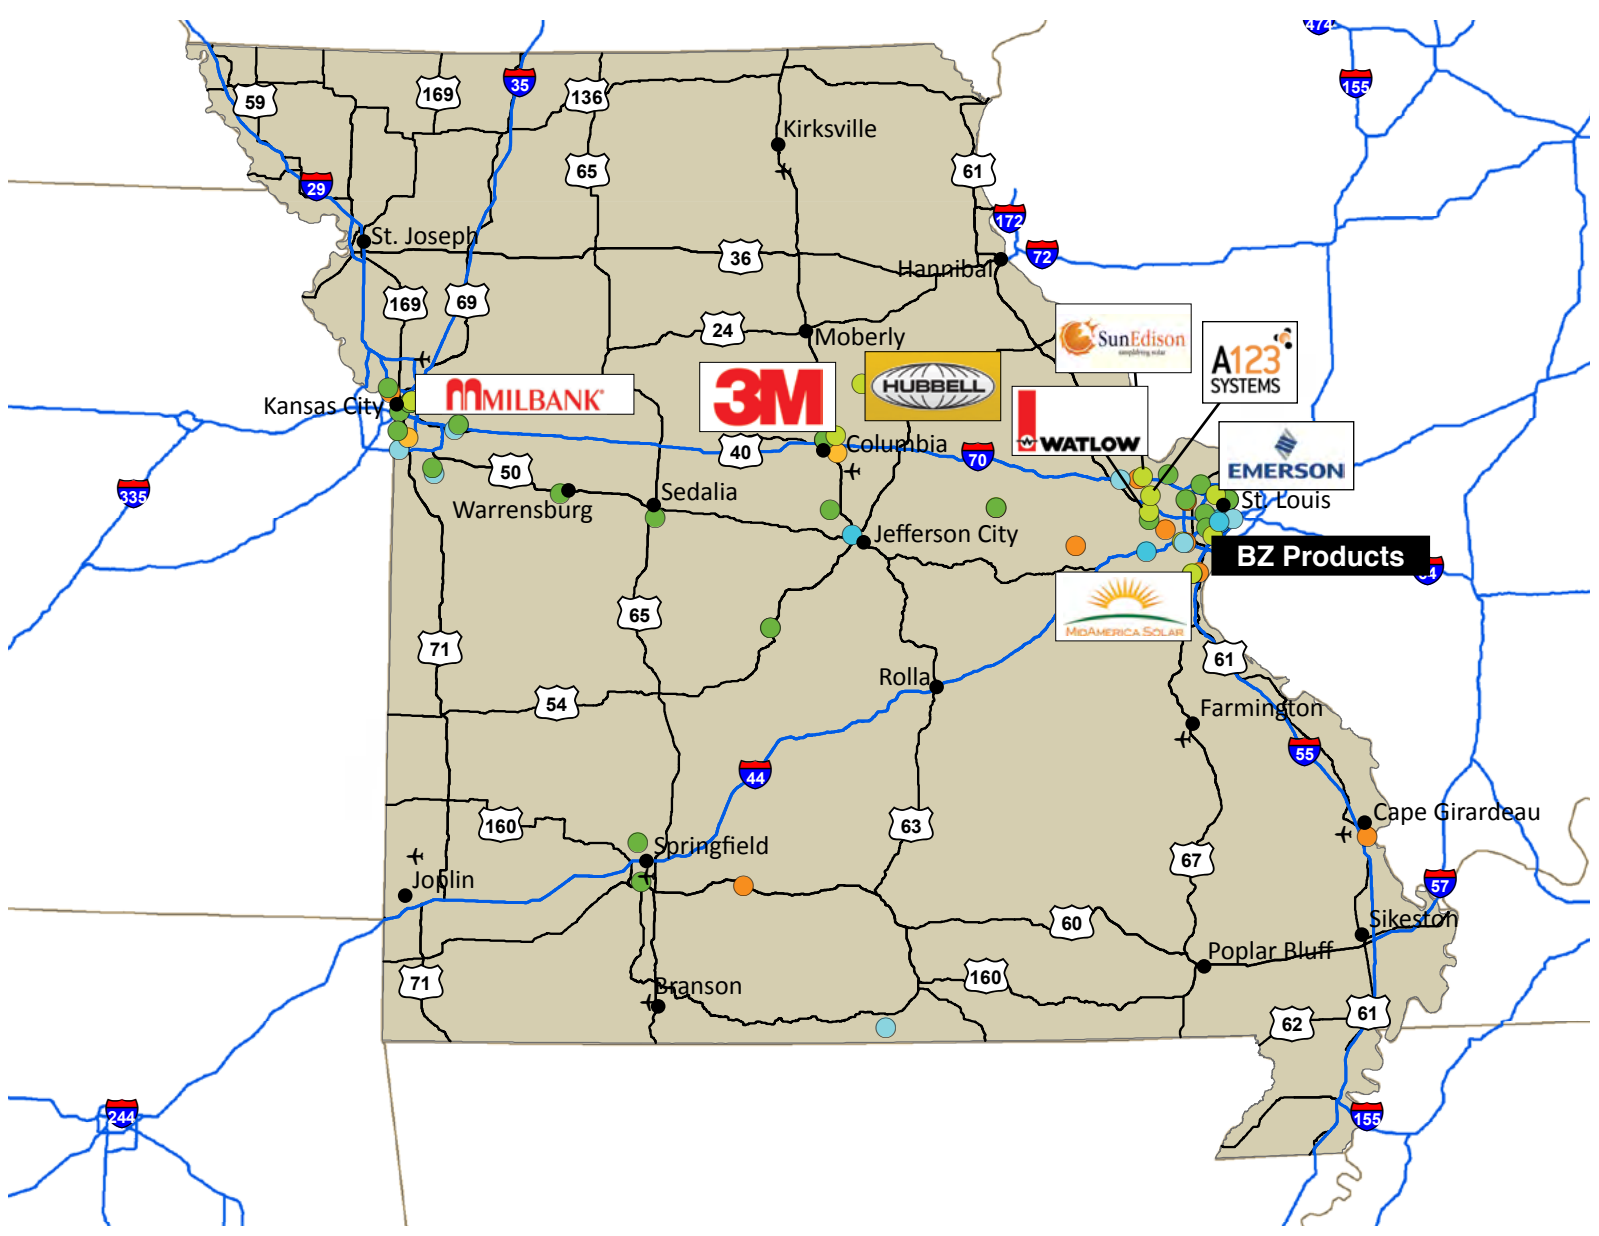 474
155
35
59
169
136
Kirksville
65
61
29
172
St. Joseph
72
36
Hannibal
169
69
24
Moberly
SunEdison
simplifying solar
A123
SYSTEMS
Kansas City
MILBANK
3M
HUBBELL
WATLOW
Columbia
40
70
EMERSON
50
335
Sedalia
St. Louis
Warrensburg
Jefferson City
BZ Products
64
65
MIDAMERICA SOLAR
71
61
Rolla
54
Farmington
55
44
Cape Girardeau
160
63
Springfield
67
Joplin
57
60
Sikeston
Poplar Bluff
71
160
Branson
62
61
244
155